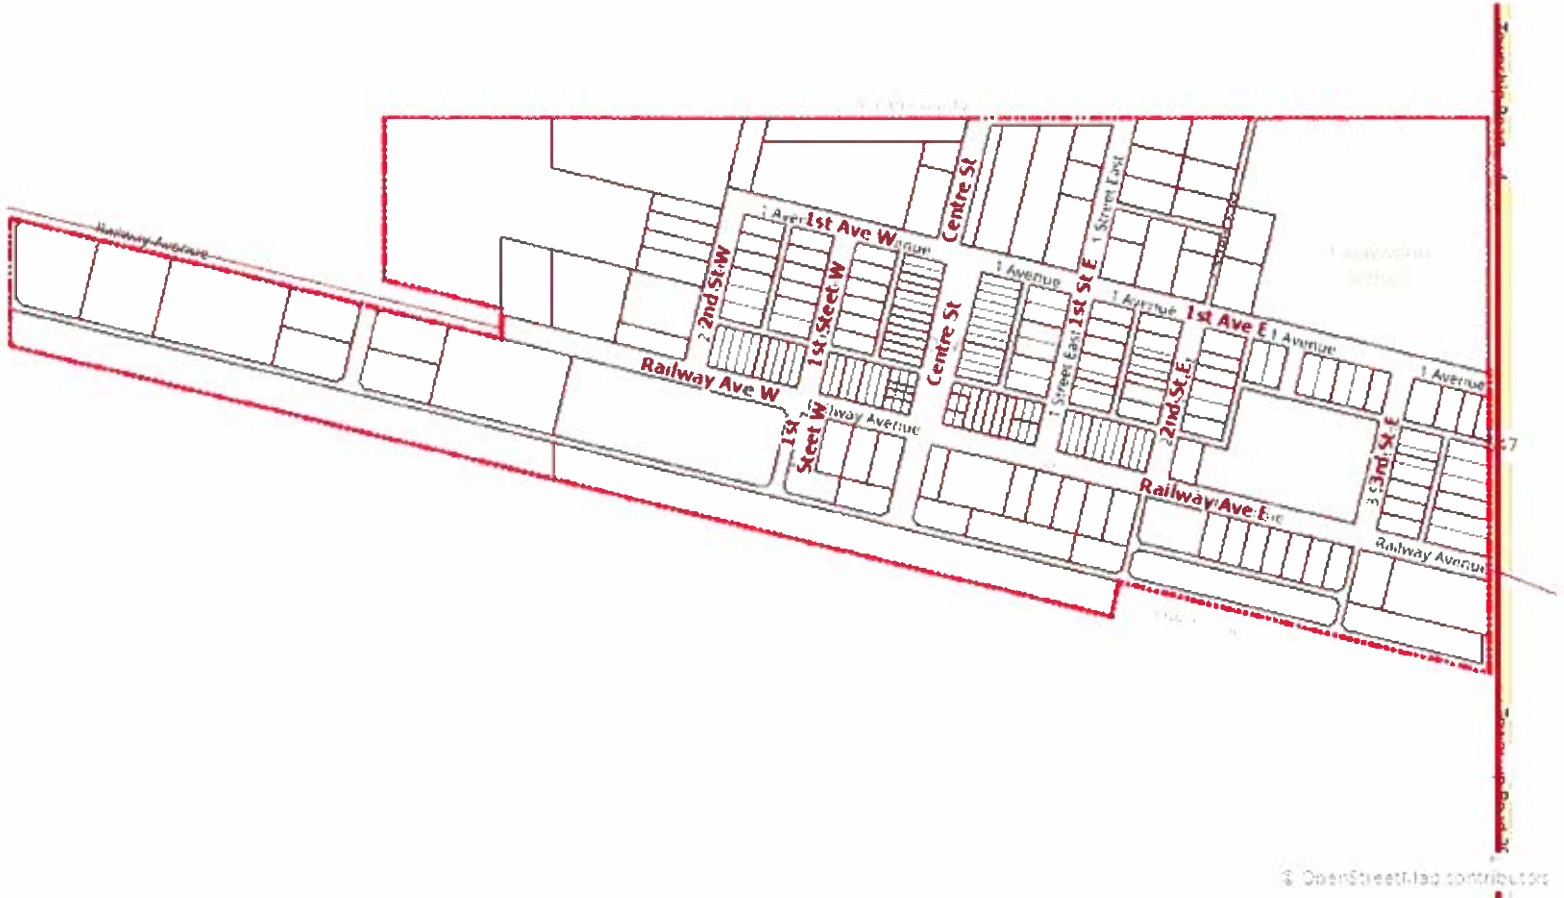 Railway Avenue
1 Avenue
1st Ave W
Centre St
1 Street East
2nd St W
1st Steet W
1 Avenue
1st St E
1 Avenue
1st Ave E
1 Avenue
1 Avenue
Centre St
1 Street East
2nd St E
Railway Ave W
1st
Steet W
Railway Avenue
3rd St E
Railway Ave E
Railway Avenue
© OpenStreetMap contributors